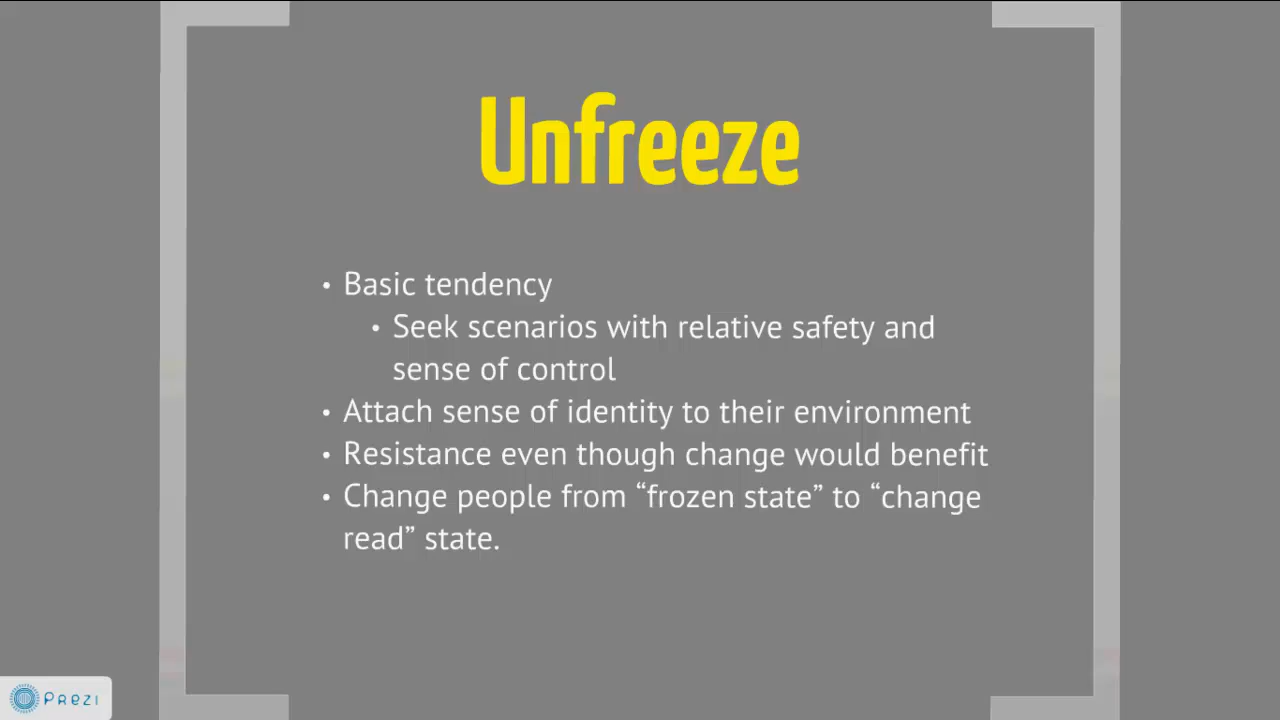 Unfreeze
• Basic tendency
• Seek scenarios with relative safety and
sense of control
• Attach sense of identity to their environment
• Resistance even though change would benefit
• Change people from “frozen state” to “change
read” state.
Prezi